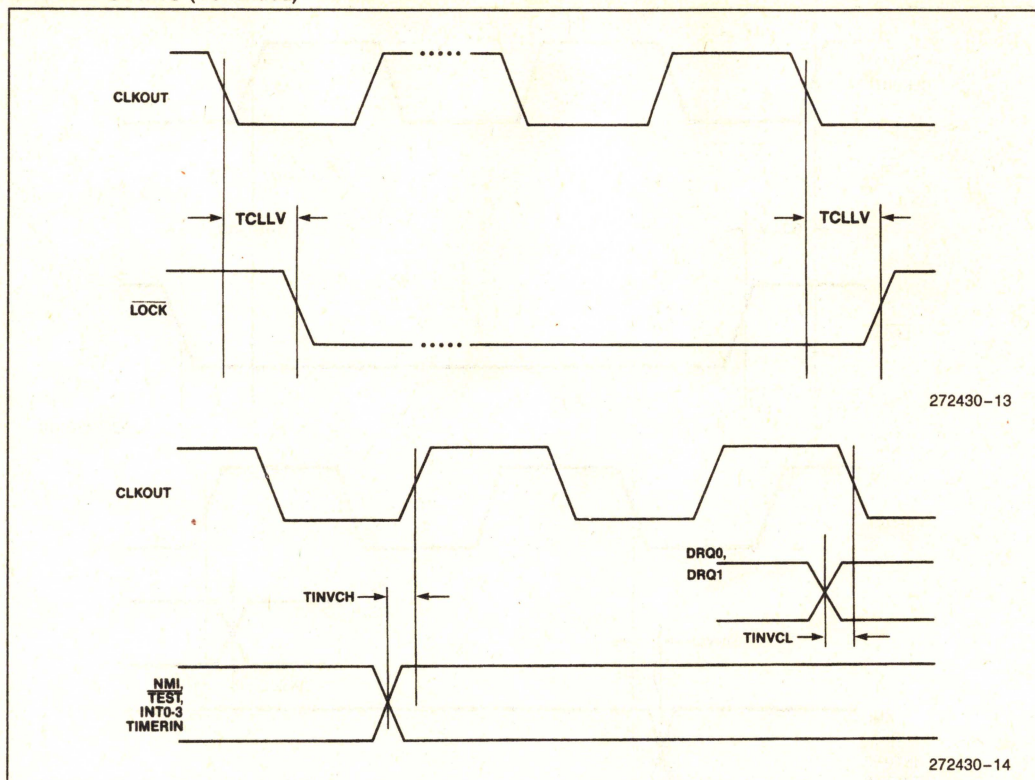 CLKOUT
TCLLV
TCLLV
LOCK
272430–13
CLKOUT
DRQ0,
DRQ1
TINVCH
TINVCL
NMI,
TEST,
INT0-3
TIMERIN
272430–14